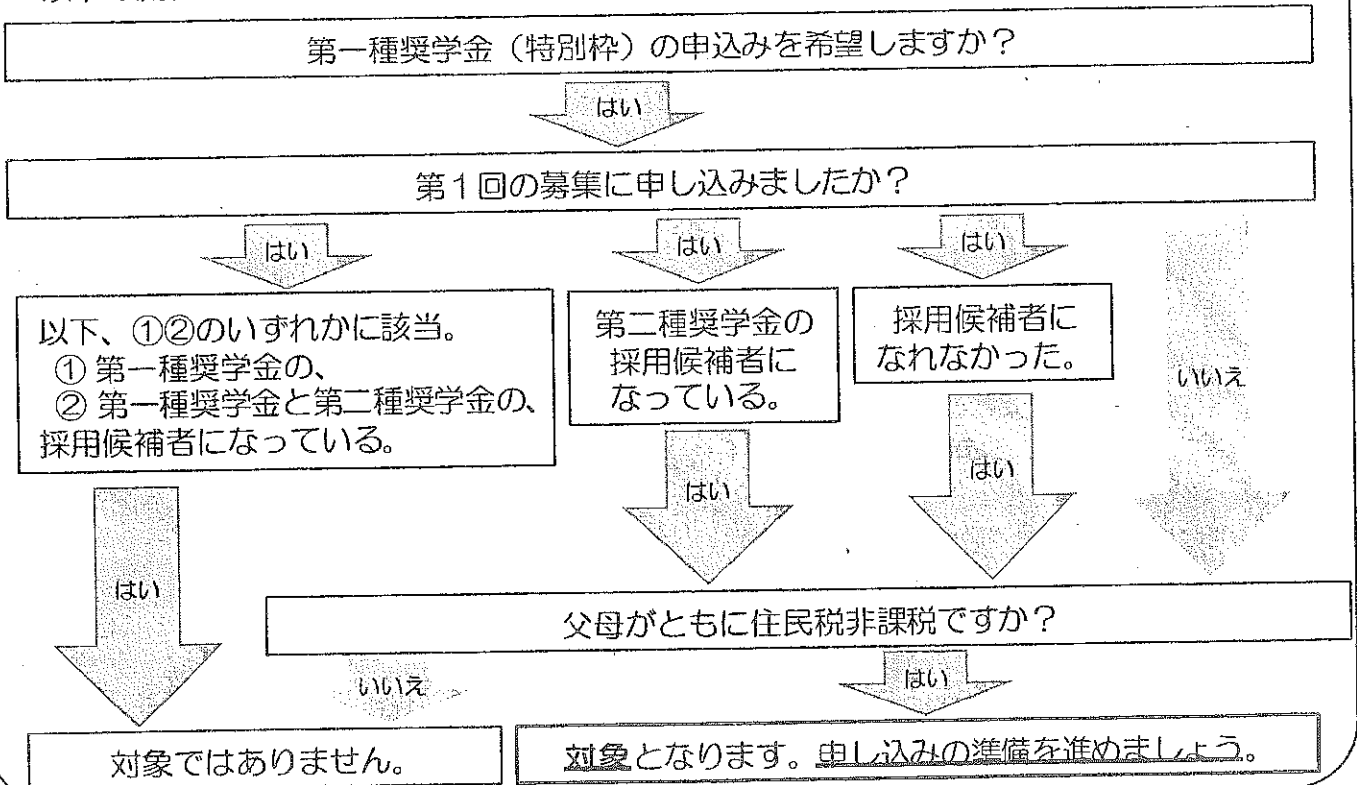 第一種奨学金（特別枠）の申込みを希望しますか？
はい
第１回の募集に申し込みましたか？
はい
はい
はい
いいえ
以下、①②のいずれかに該当。
① 第一種奨学金の、
② 第一種奨学金と第二種奨学金の、
採用候補者になっている。
第二種奨学金の
採用候補者に
なっている。
採用候補者に
なれなかった。
はい
はい
はい
父母がともに住民税非課税ですか？
いいえ
はい
対象ではありません。
対象となります。申し込みの準備を進めましょう。